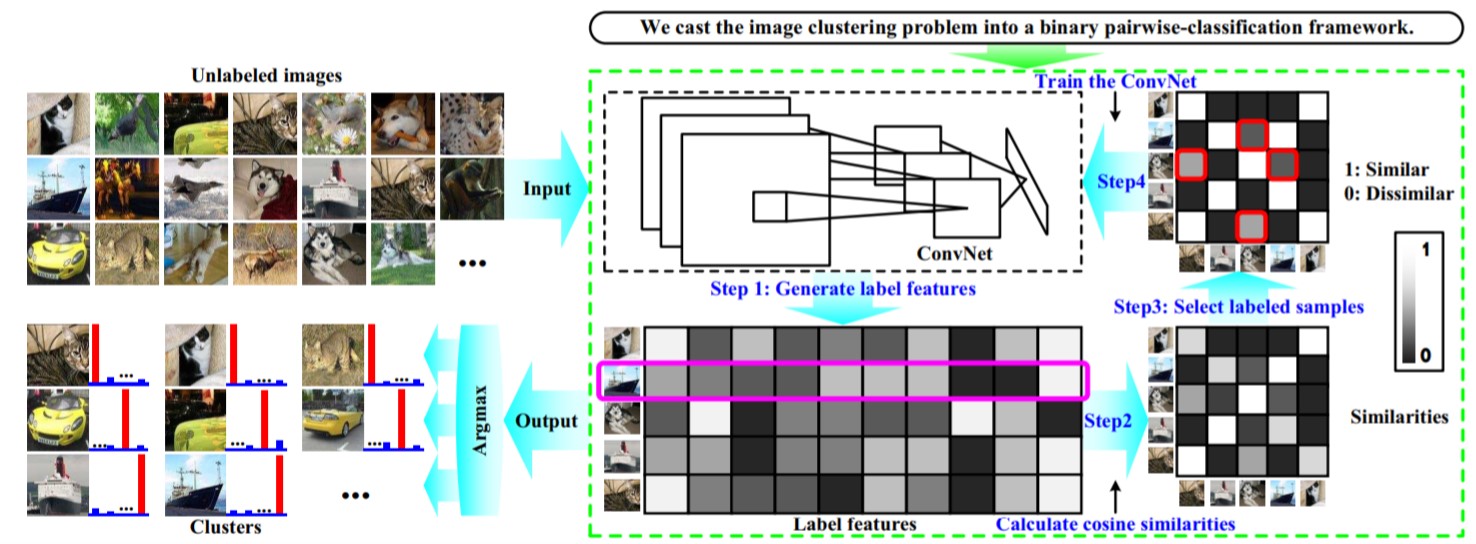 We cast the image clustering problem into a binary pairwise-classification framework.
Unlabeled images
Train the ConvNet
Input
Step4
1: Similar
0: Dissimilar
ConvNet
1
0
Step 1: Generate label features
Step3: Select labeled samples
Argmax
Output
Step2
Similarities
Clusters
Label features
Calculate cosine similarities
...
...
...
...
...
...
...
...
...
...